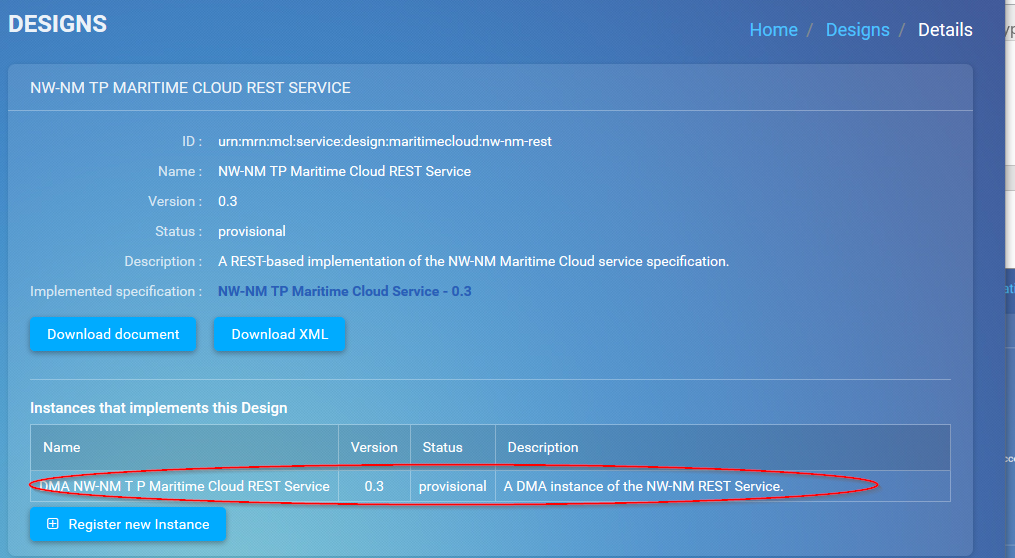 DESIGNS
Home / Designs / Details
NW-NM TP MARITIME CLOUD REST SERVICE
ID : urn:mrn:mcl:service:design:maritimecloud:nw-nm-rest
Name : NW-NM TP Maritime Cloud REST Service
Version : 0.3
Status : provisional
Description : A REST-based implementation of the NW-NM Maritime Cloud service specification.
Implemented specification : NW-NM TP Maritime Cloud Service - 0.3
Download document Download XML
Instances that implements this Design
Name Version Status Description
DMA NW-NM T P Maritime Cloud REST Service 0.3 provisional A DMA instance of the NW-NM REST Service.
Register new Instance